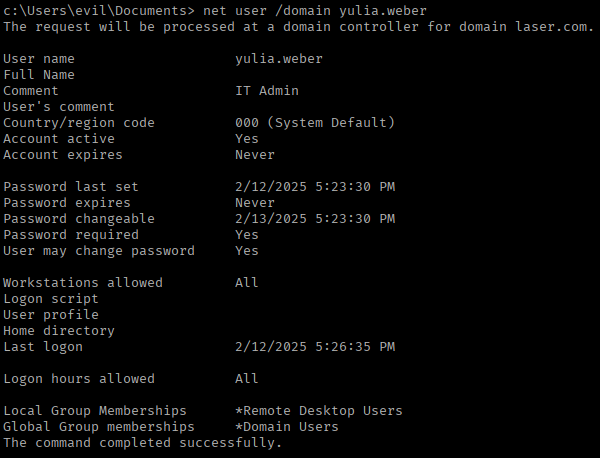 c:\Users\evil\Documents> net user /domain yulia.weber
The request will be processed at a domain controller for domain laser.com.

User name                    yulia.weber
Full Name
Comment                      IT Admin
User's comment
Country/region code          000 (System Default)
Account active               Yes
Account expires              Never

Password last set            2/12/2025 5:23:30 PM
Password expires             Never
Password changeable          2/13/2025 5:23:30 PM
Password required            Yes
User may change password     Yes

Workstations allowed         All
Logon script
User profile
Home directory
Last logon                   2/12/2025 5:26:35 PM

Logon hours allowed          All

Local Group Memberships      *Remote Desktop Users
Global Group memberships     *Domain Users
The command completed successfully.